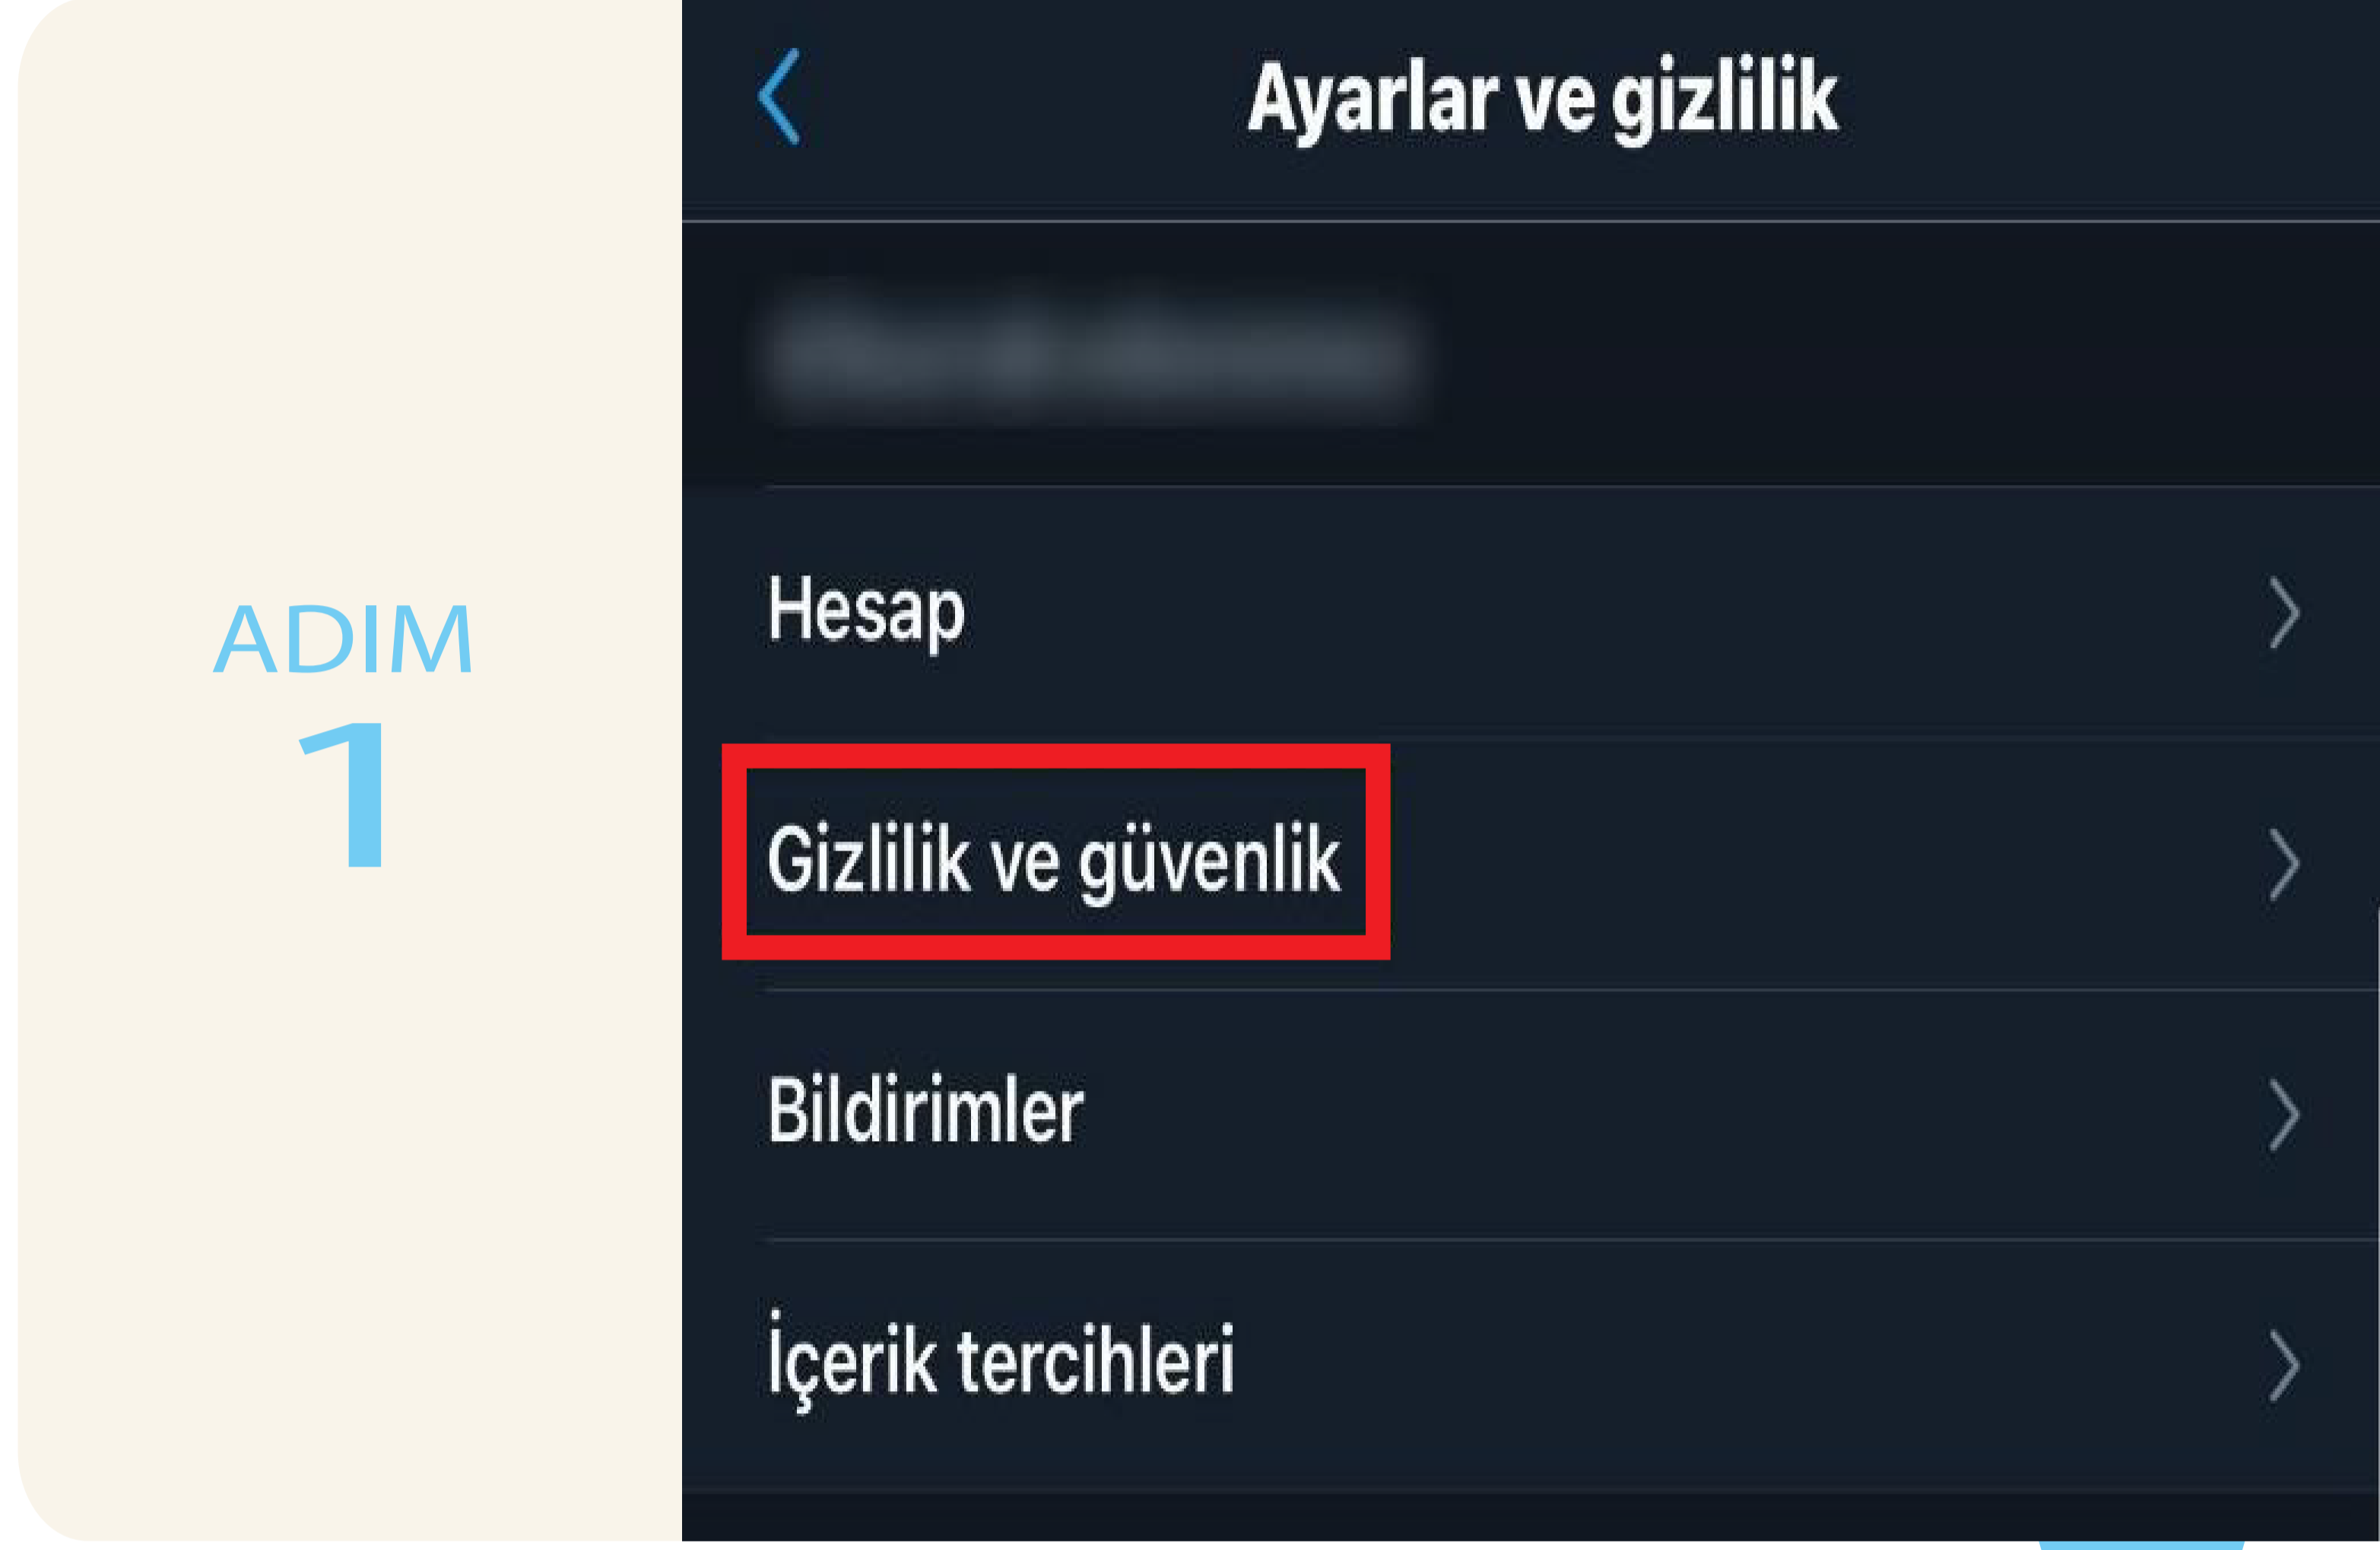 ADIM
1
Ayarlar ve gizlilik
Hesap
Gizlilik ve güvenlik
Bildirimler
İçerik tercihleri